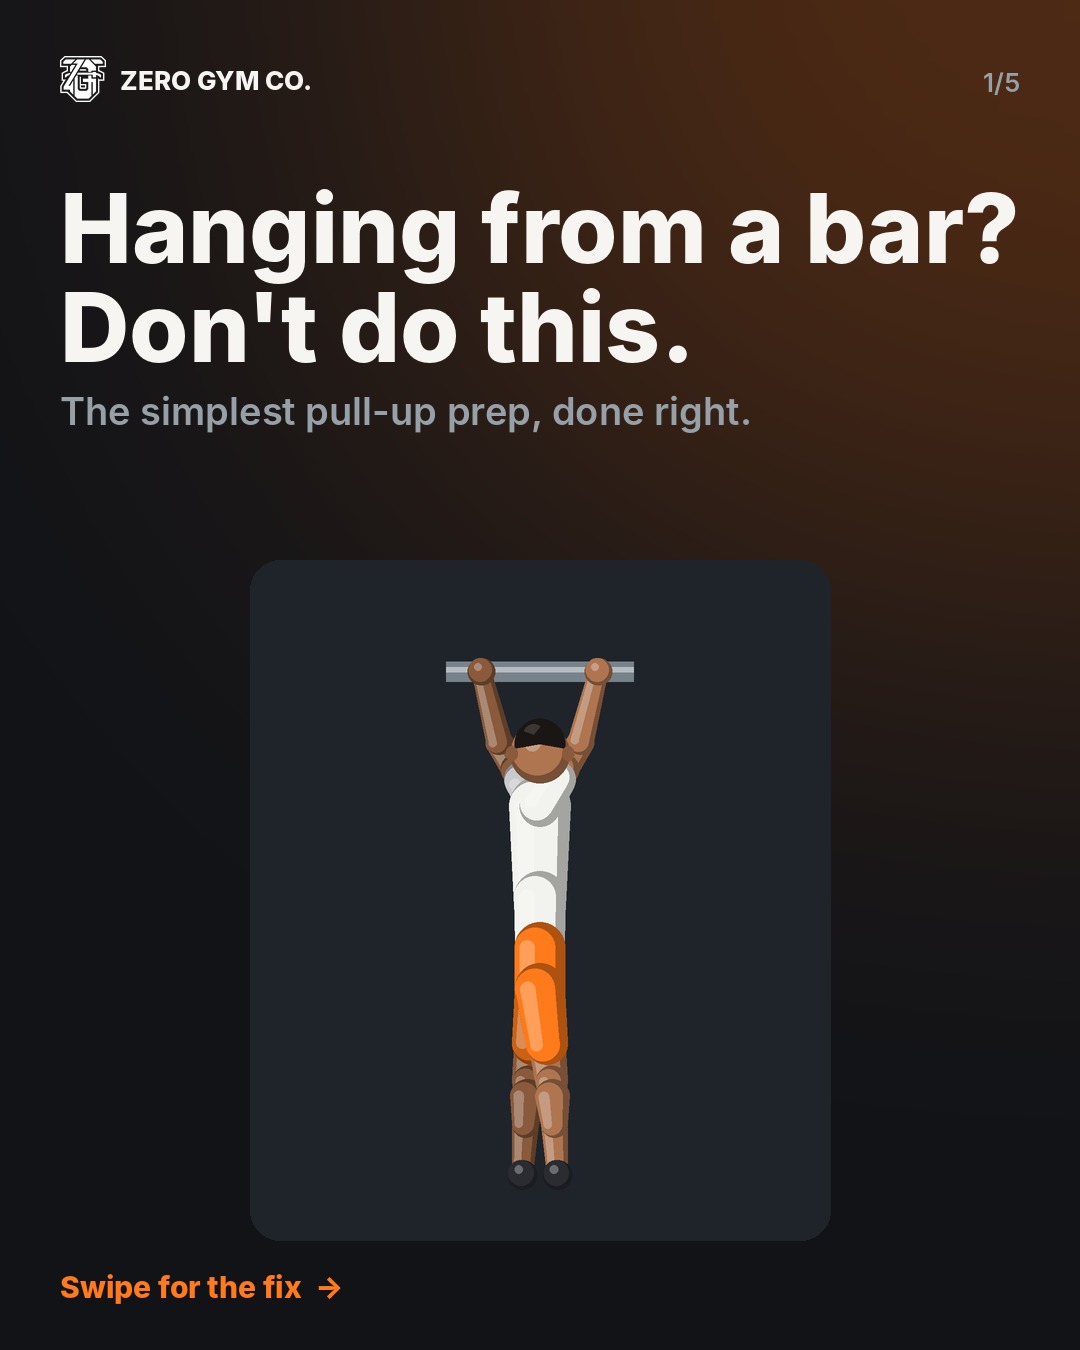 ZERO GYM CO.
1/5
Hanging from a bar?
Don't do this.
The simplest pull-up prep, done right.
Swipe for the fix →